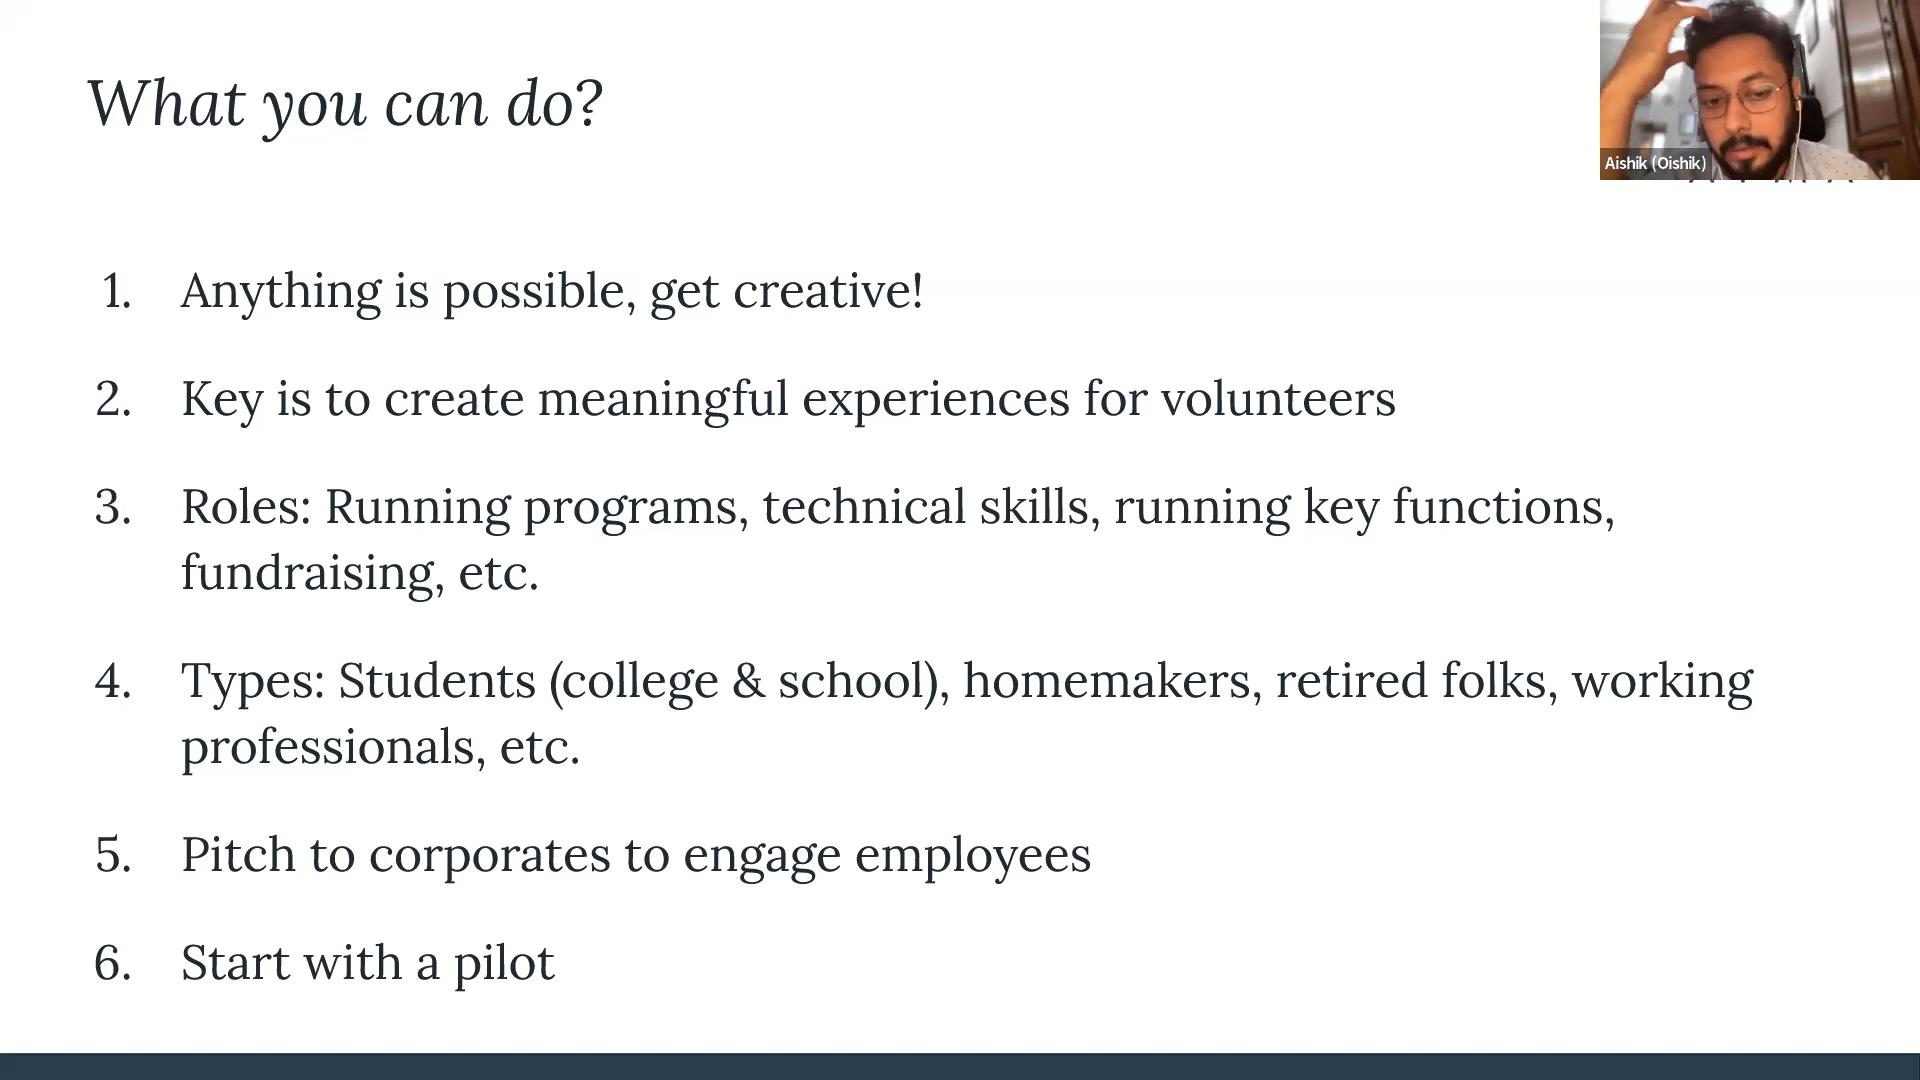 What you can do?
Aishik (Oishik)
1. Anything is possible, get creative!
2. Key is to create meaningful experiences for volunteers
3. Roles: Running programs, technical skills, running key functions,
fundraising, etc.
4. Types: Students (college & school), homemakers, retired folks, working
professionals, etc.
5. Pitch to corporates to engage employees
6. Start with a pilot